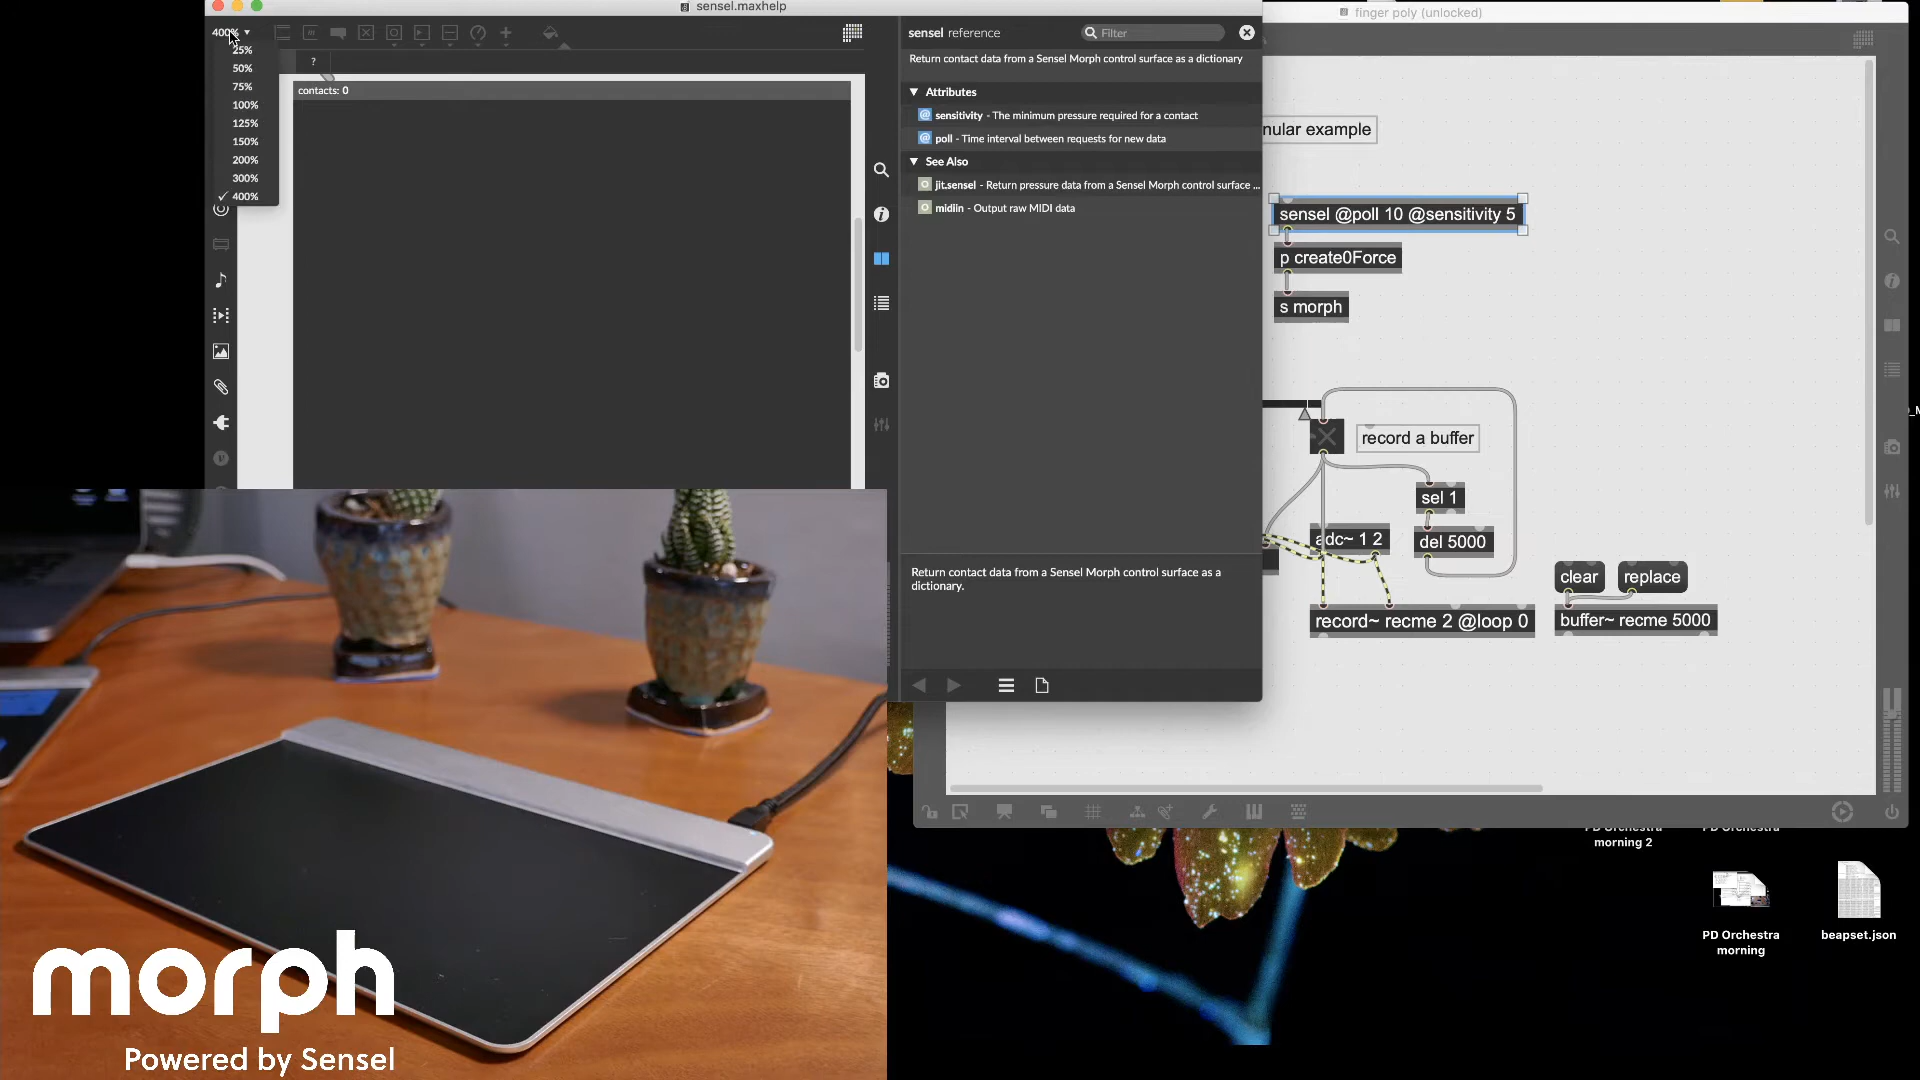 sensel.maxhelp
400%
25%
50%
75%
100%
125%
150%
200%
300%
✓ 400%
?
contacts: 0
sensel reference
Filter
Return contact data from a Sensel Morph control surface as a dictionary
Attributes
sensitivity - The minimum pressure required for a contact
poll - Time interval between requests for new data
See Also
jit.sensel - Return pressure data from a Sensel Morph control surface ...
midiin - Output raw MIDI data
Return contact data from a Sensel Morph control surface as a
dictionary.
finger poly (unlocked)
nular example
sensel @poll 10 @sensitivity 5
p create0Force
s morph
record a buffer
sel 1
adc~ 1 2
del 5000
clear
replace
record~ recme 2 @loop 0
buffer~ recme 5000
morning 2
PD Orchestra
morning
beapset.json
morph
Powered by Sensel